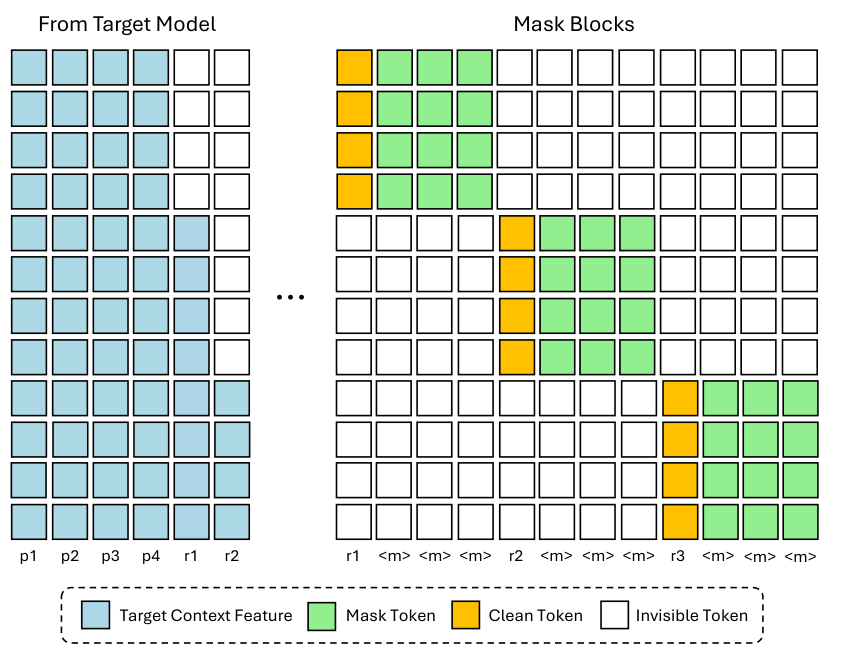 From Target Model Mask Blocks
...
p1 p2 p3 p4 r1 r2 r1 <m> <m> <m> r2 <m> <m> <m> r3 <m> <m> <m>
Target Context Feature Mask Token Clean Token Invisible Token